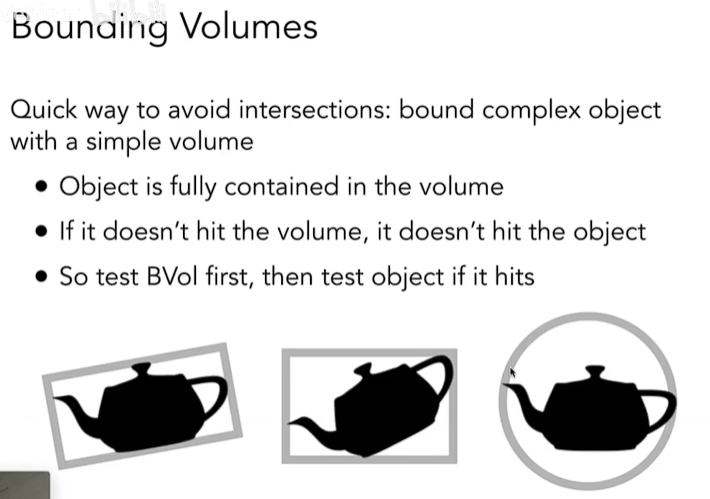 Bounding Volumes
Quick way to avoid intersections: bound complex object
with a simple volume
• Object is fully contained in the volume
• If it doesn't hit the volume, it doesn't hit the object
• So test BVol first, then test object if it hits